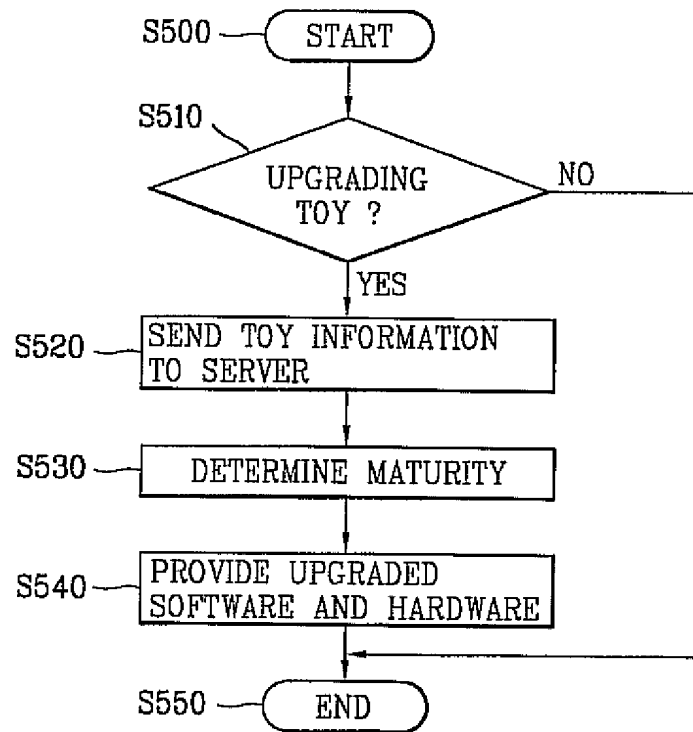 S500
START
S510
UPGRADING
TOY ?
NO
YES
S520
SEND TOY INFORMATION
TO SERVER
S530
DETERMINE MATURITY
S540
PROVIDE UPGRADED
SOFTWARE AND HARDWARE
S550
END